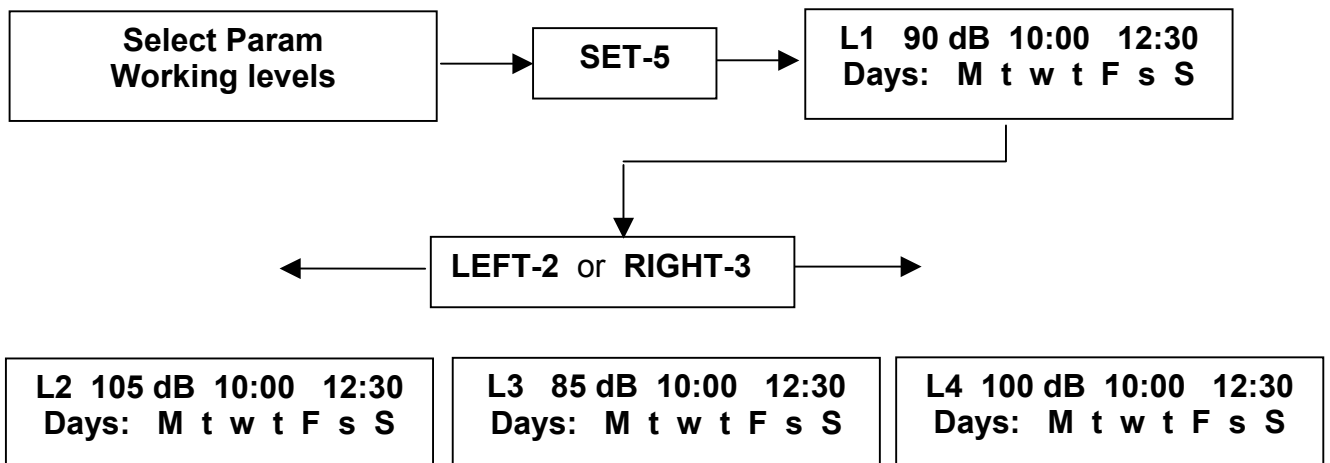 Select Param
Working levels
SET-5
L1 90 dB 10:00 12:30
Days: M t w t F s S
LEFT-2 or RIGHT-3
L2 105 dB 10:00 12:30
Days: M t w t F s S
L3 85 dB 10:00 12:30
Days: M t w t F s S
L4 100 dB 10:00 12:30
Days: M t w t F s S